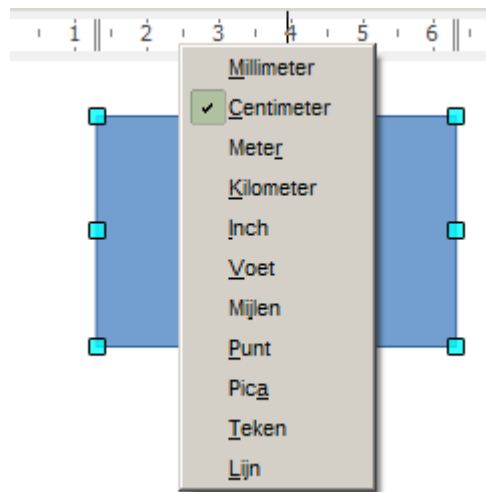 1 2 3 4 5 6
Millimeter
Centimeter
Meter
Kilometer
Inch
Voet
Mijlen
Punt
Pica
Teken
Lijn